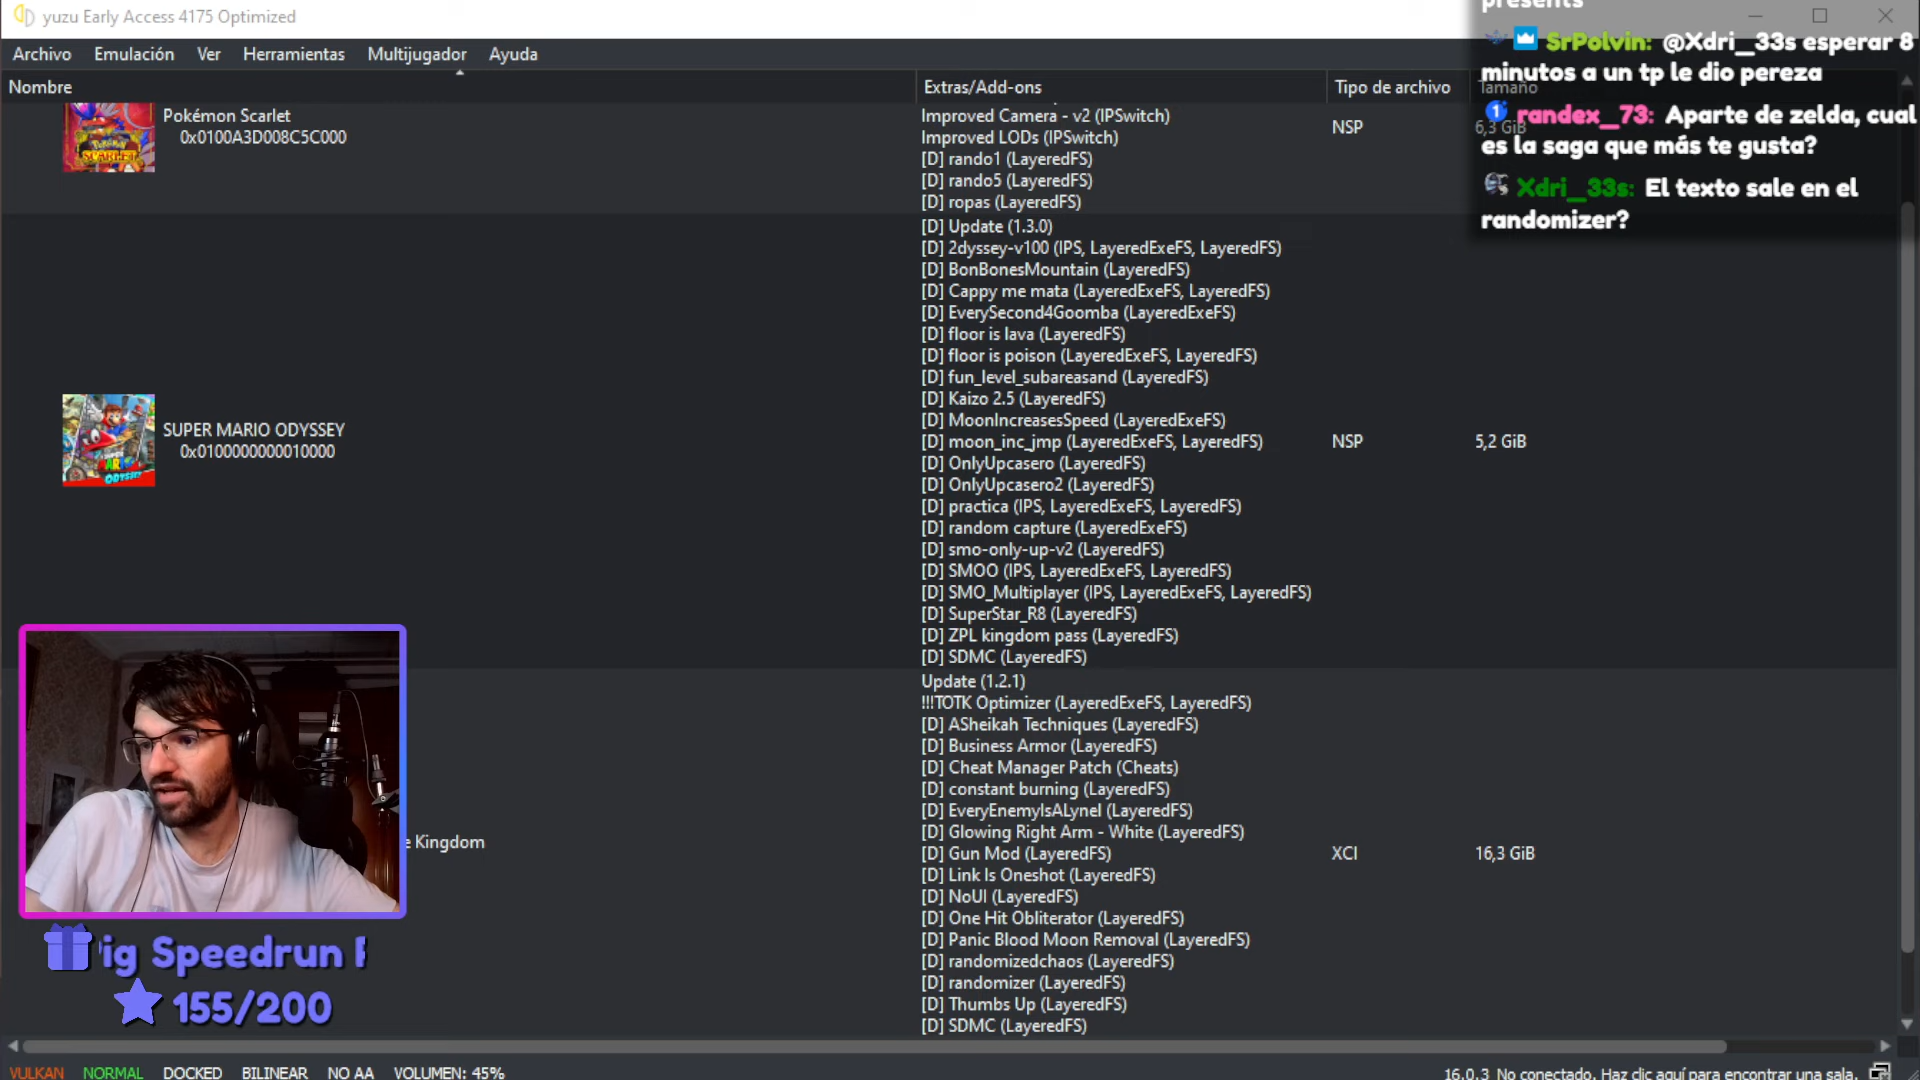 yuzu Early Access 4175 Optimized
presents
SrPolvin: @Xdri_33s esperar 8
minutos a un tp le dio pereza
randex_73: Aparte de zelda, cual
es la saga que más te gusta?
Xdri_33s: El texto sale en el
randomizer?
Archivo Emulación Ver Herramientas Multijugador Ayuda
Nombre Extras/Add-ons Tipo de archivo Tamaño
Pokémon Scarlet
0x0100A3D008C5C000
Improved Camera - v2 (IPSwitch)
Improved LODs (IPSwitch)
[D] rando1 (LayeredFS)
[D] rando5 (LayeredFS)
[D] ropas (LayeredFS)
NSP 6,3 GiB
SUPER MARIO ODYSSEY
0x0100000000010000
[D] Update (1.3.0)
[D] 2dyssey-v100 (IPS, LayeredExeFS, LayeredFS)
[D] BonBonesMountain (LayeredFS)
[D] Cappy me mata (LayeredExeFS, LayeredFS)
[D] EverySecond4Goomba (LayeredExeFS)
[D] floor is lava (LayeredFS)
[D] floor is poison (LayeredExeFS, LayeredFS)
[D] fun_level_subareasand (LayeredFS)
[D] Kaizo 2.5 (LayeredFS)
[D] MoonIncreasesSpeed (LayeredExeFS)
[D] moon_inc_jmp (LayeredExeFS, LayeredFS)
[D] OnlyUpcasero (LayeredFS)
[D] OnlyUpcasero2 (LayeredFS)
[D] practica (IPS, LayeredExeFS, LayeredFS)
[D] random capture (LayeredExeFS)
[D] smo-only-up-v2 (LayeredFS)
[D] SMOO (IPS, LayeredExeFS, LayeredFS)
[D] SMO_Multiplayer (IPS, LayeredExeFS, LayeredFS)
[D] SuperStar_R8 (LayeredFS)
[D] ZPL kingdom pass (LayeredFS)
[D] SDMC (LayeredFS)
NSP 5,2 GiB
e Kingdom
Update (1.2.1)
!!!TOTK Optimizer (LayeredExeFS, LayeredFS)
[D] ASheikah Techniques (LayeredFS)
[D] Business Armor (LayeredFS)
[D] Cheat Manager Patch (Cheats)
[D] constant burning (LayeredFS)
[D] EveryEnemyIsALynel (LayeredFS)
[D] Glowing Right Arm - White (LayeredFS)
[D] Gun Mod (LayeredFS)
[D] Link Is Oneshot (LayeredFS)
[D] NoUI (LayeredFS)
[D] One Hit Obliterator (LayeredFS)
[D] Panic Blood Moon Removal (LayeredFS)
[D] randomizedchaos (LayeredFS)
[D] randomizer (LayeredFS)
[D] Thumbs Up (LayeredFS)
[D] SDMC (LayeredFS)
XCI 16,3 GiB
ig Speedrun
155/200
VULKAN NORMAL DOCKED BILINEAR NO AA VOLUMEN: 45%
16.0.3 No conectado. Haz clic aquí para encontrar una sala.